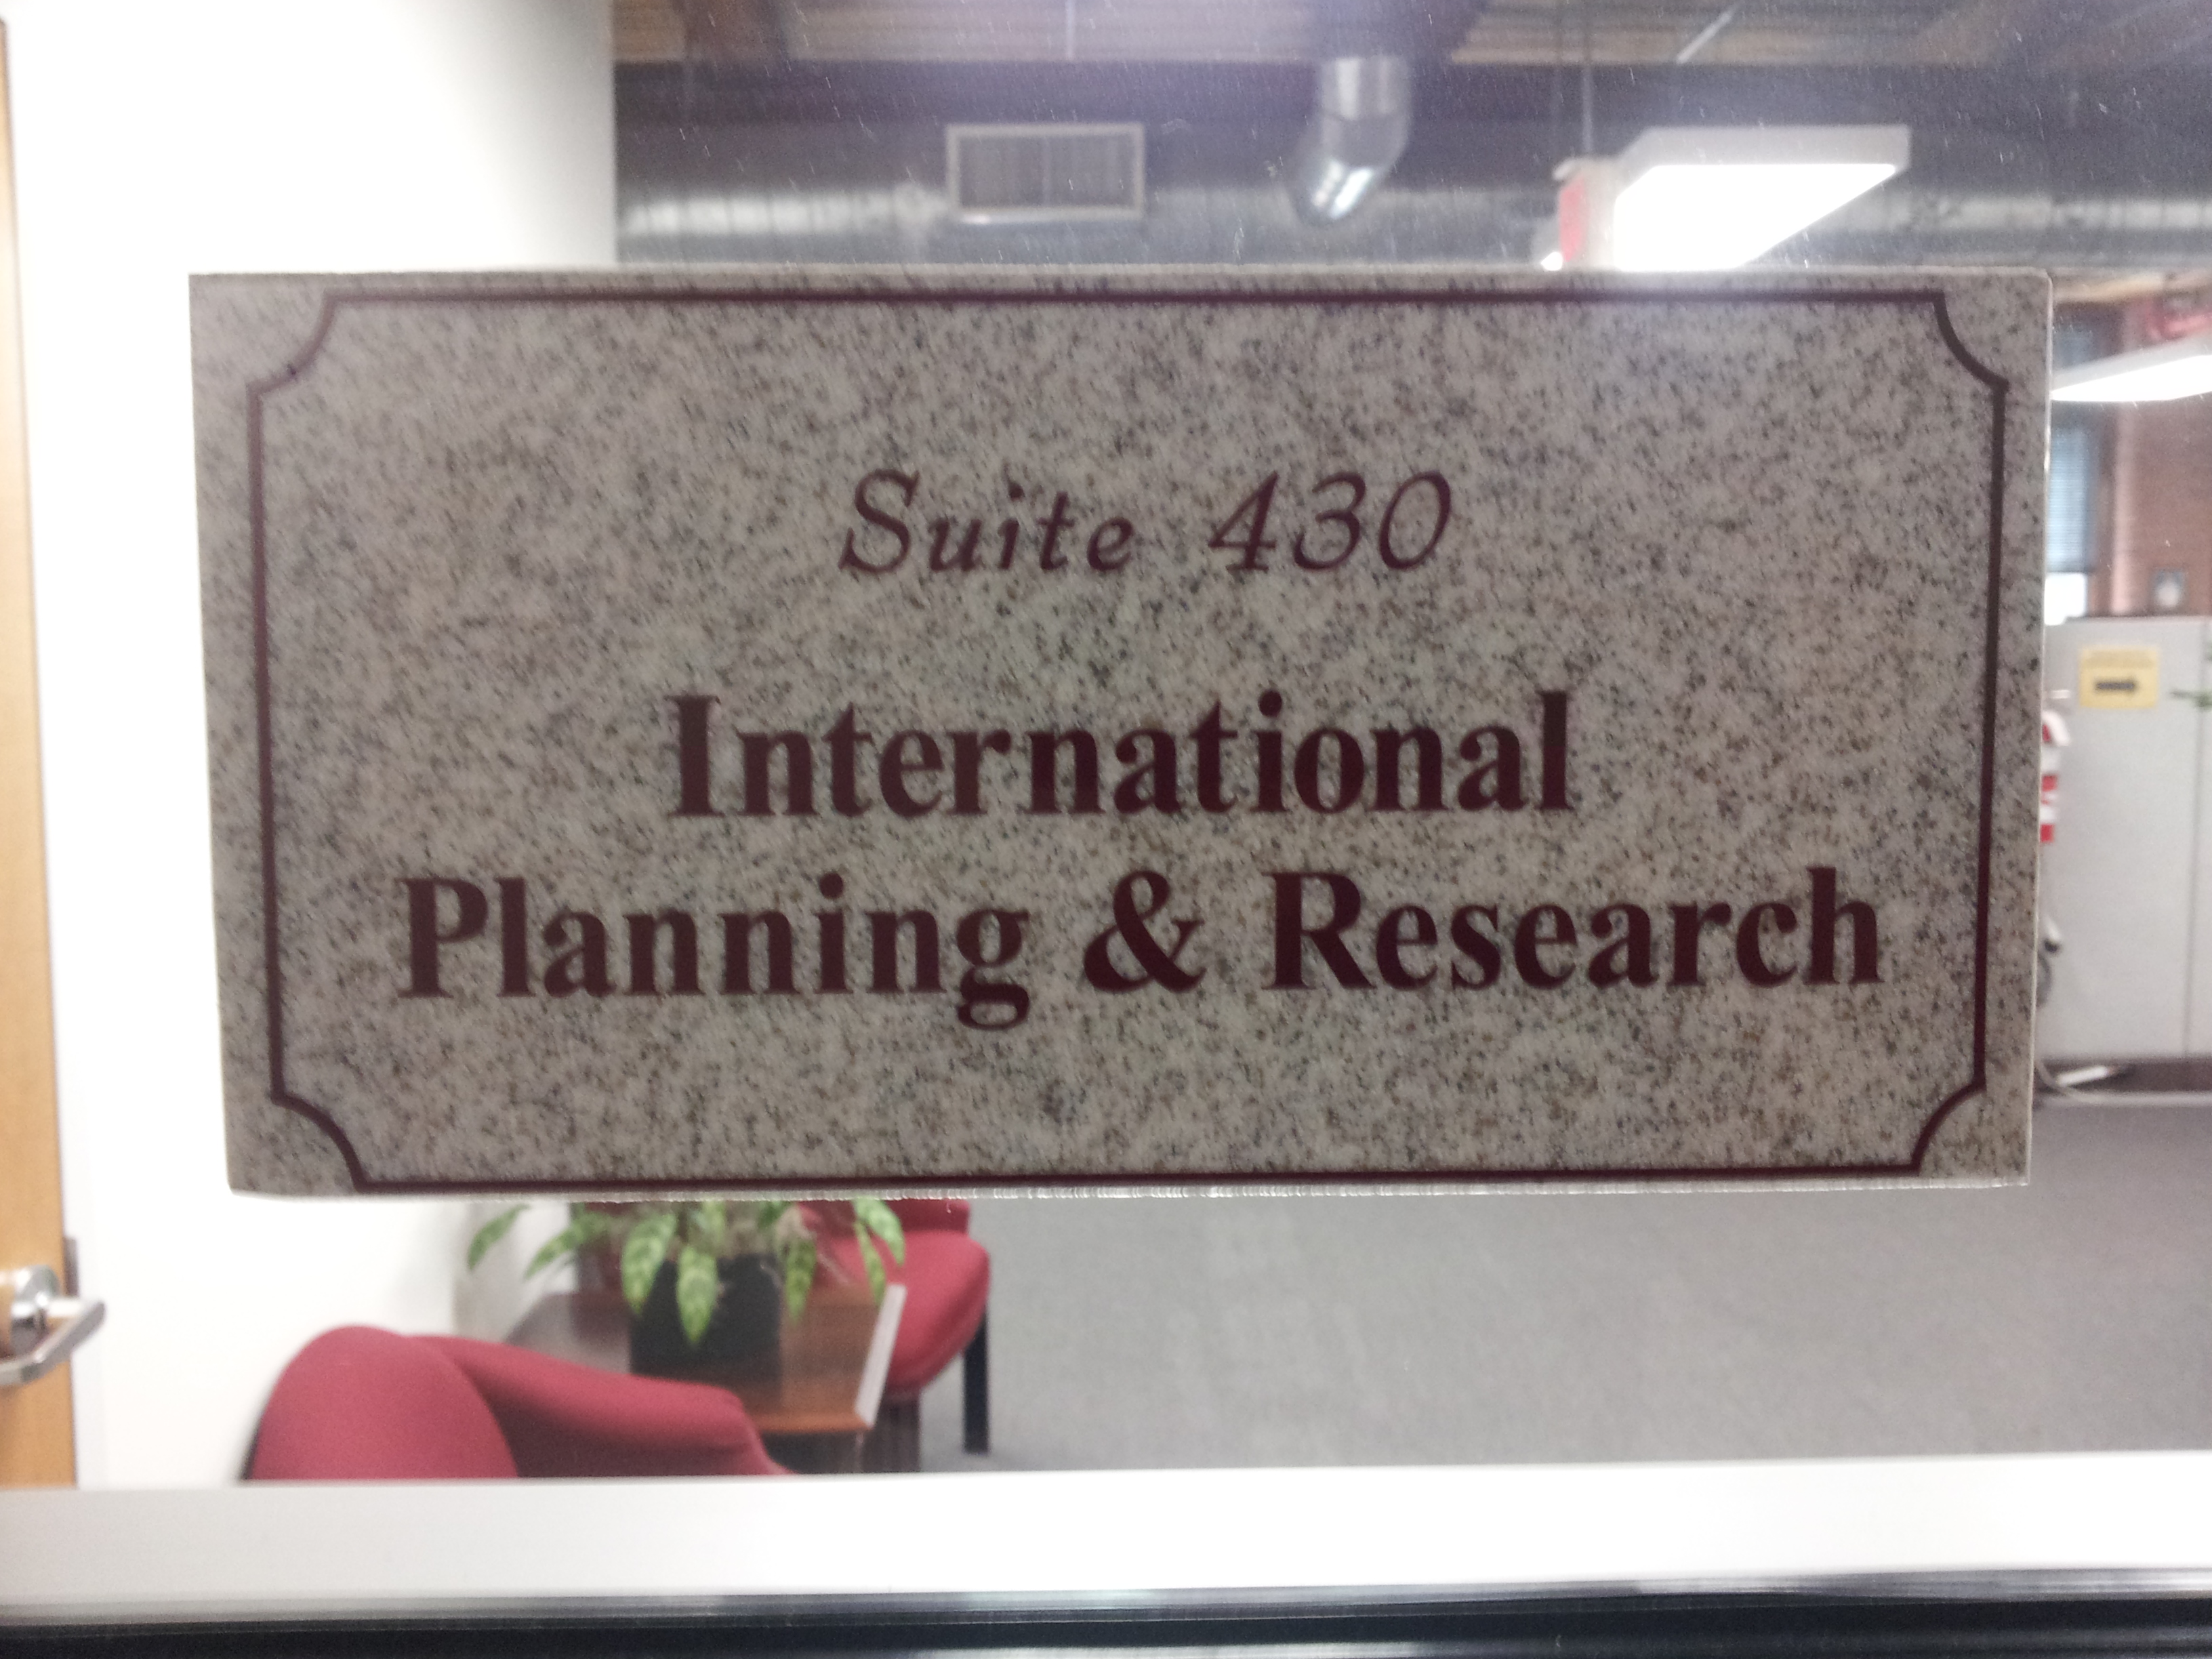 Suite 430
International
Planning & Research